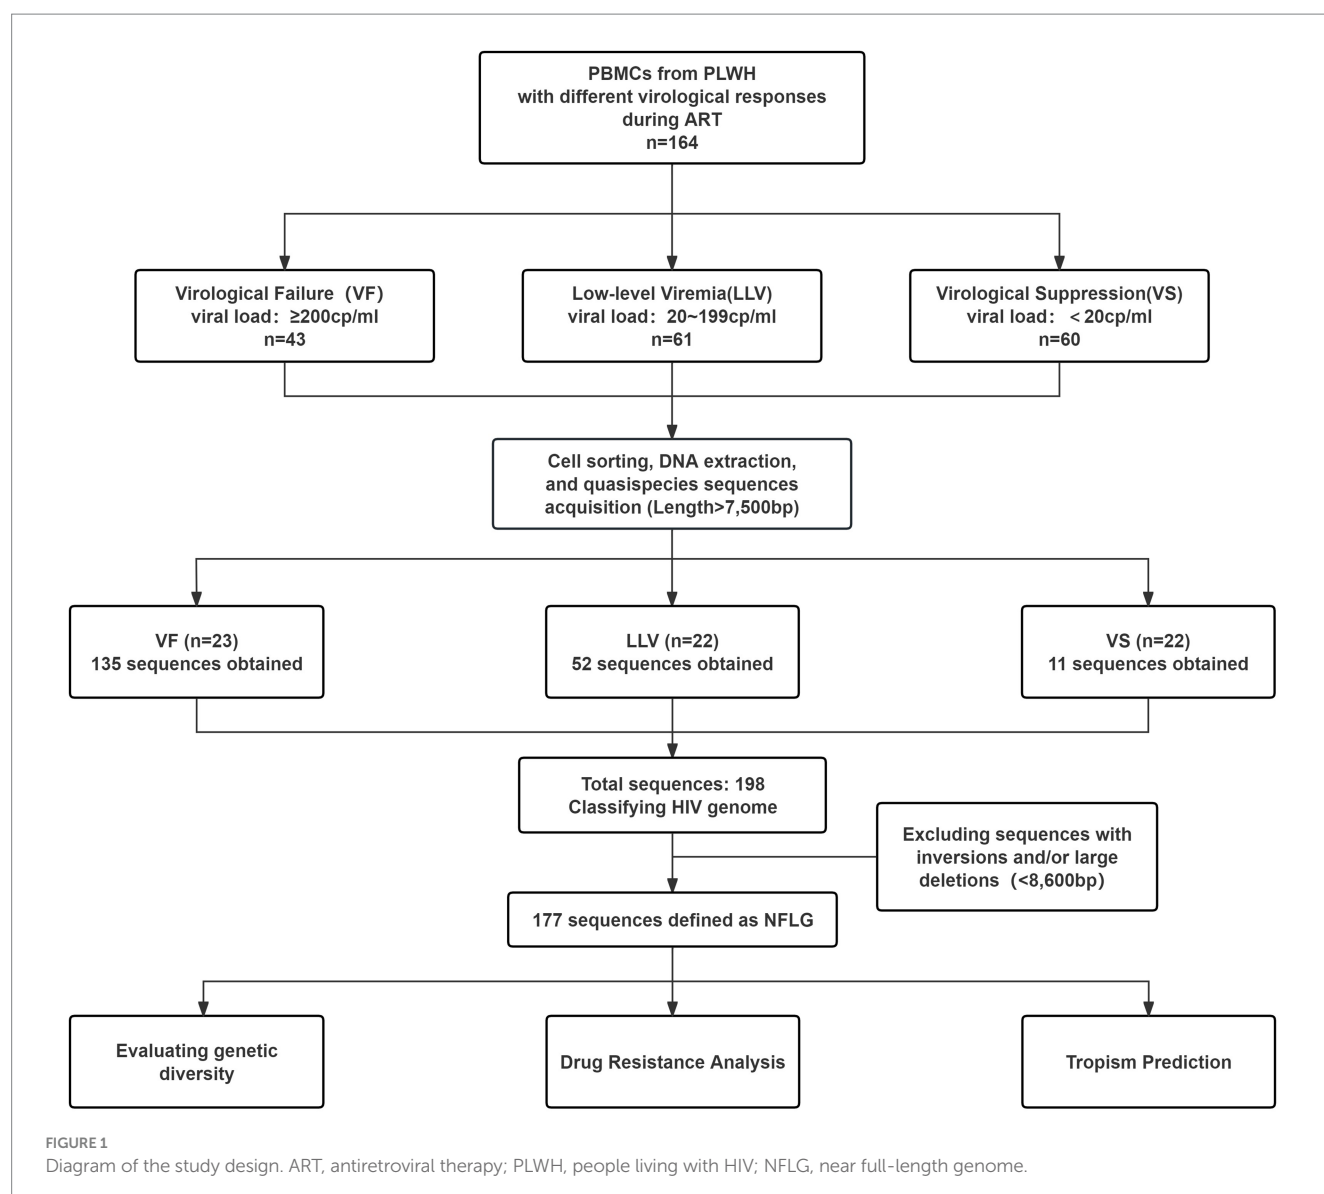 PBMCs from PLWH
with different virological responses
during ART
n=164
Virological Failure（VF）
viral load：≥200cp/ml
n=43
Low-level Viremia(LLV)
viral load：20~199cp/ml
n=61
Virological Suppression(VS)
viral load：＜20cp/ml
n=60
Cell sorting, DNA extraction,
and quasispecies sequences
acquisition (Length>7,500bp)
VF (n=23)
135 sequences obtained
LLV (n=22)
52 sequences obtained
VS (n=22)
11 sequences obtained
Total sequences: 198
Classifying HIV genome
Excluding sequences with
inversions and/or large
deletions（<8,600bp）
177 sequences defined as NFLG
Evaluating genetic
diversity
Drug Resistance Analysis
Tropism Prediction
FIGURE 1
Diagram of the study design. ART, antiretroviral therapy; PLWH, people living with HIV; NFLG, near full-length genome.